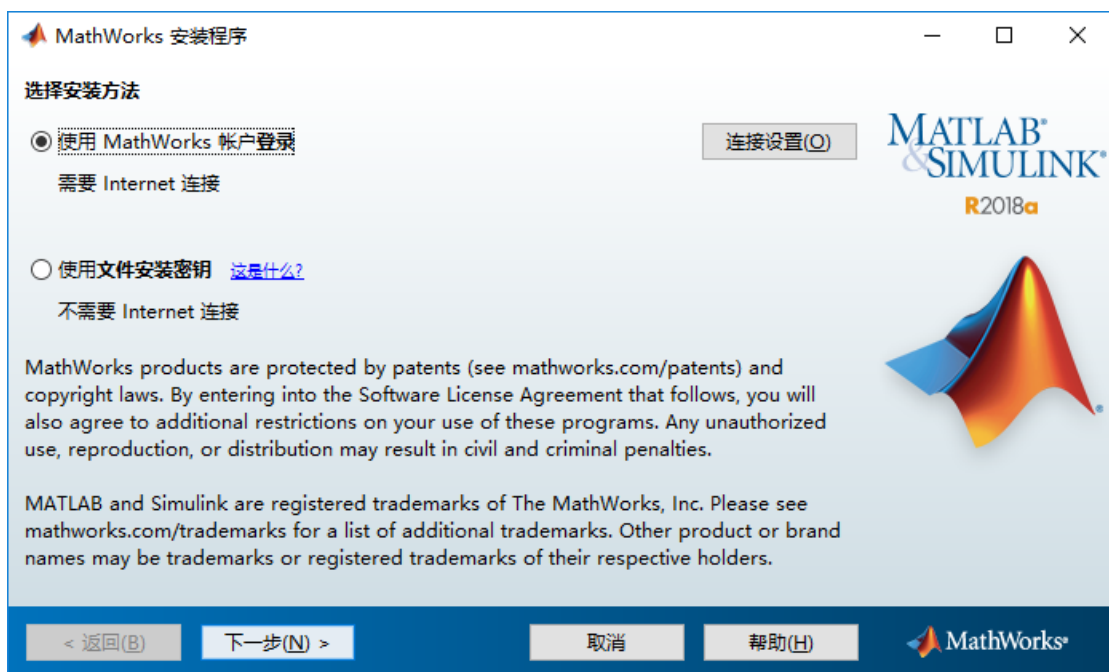 MathWorks 安装程序
选择安装方法
使用 MathWorks 帐户登录
连接设置(O)
需要 Internet 连接
MATLAB®
&SIMULINK®
R2018a
使用文件安装密钥 这是什么?
不需要 Internet 连接
MathWorks products are protected by patents (see mathworks.com/patents) and
copyright laws. By entering into the Software License Agreement that follows, you will
also agree to additional restrictions on your use of these programs. Any unauthorized
use, reproduction, or distribution may result in civil and criminal penalties.
MATLAB and Simulink are registered trademarks of The MathWorks, Inc. Please see
mathworks.com/trademarks for a list of additional trademarks. Other product or brand
names may be trademarks or registered trademarks of their respective holders.
®
< 返回(B) 下一步(N) > 取消 帮助(H) MathWorks®